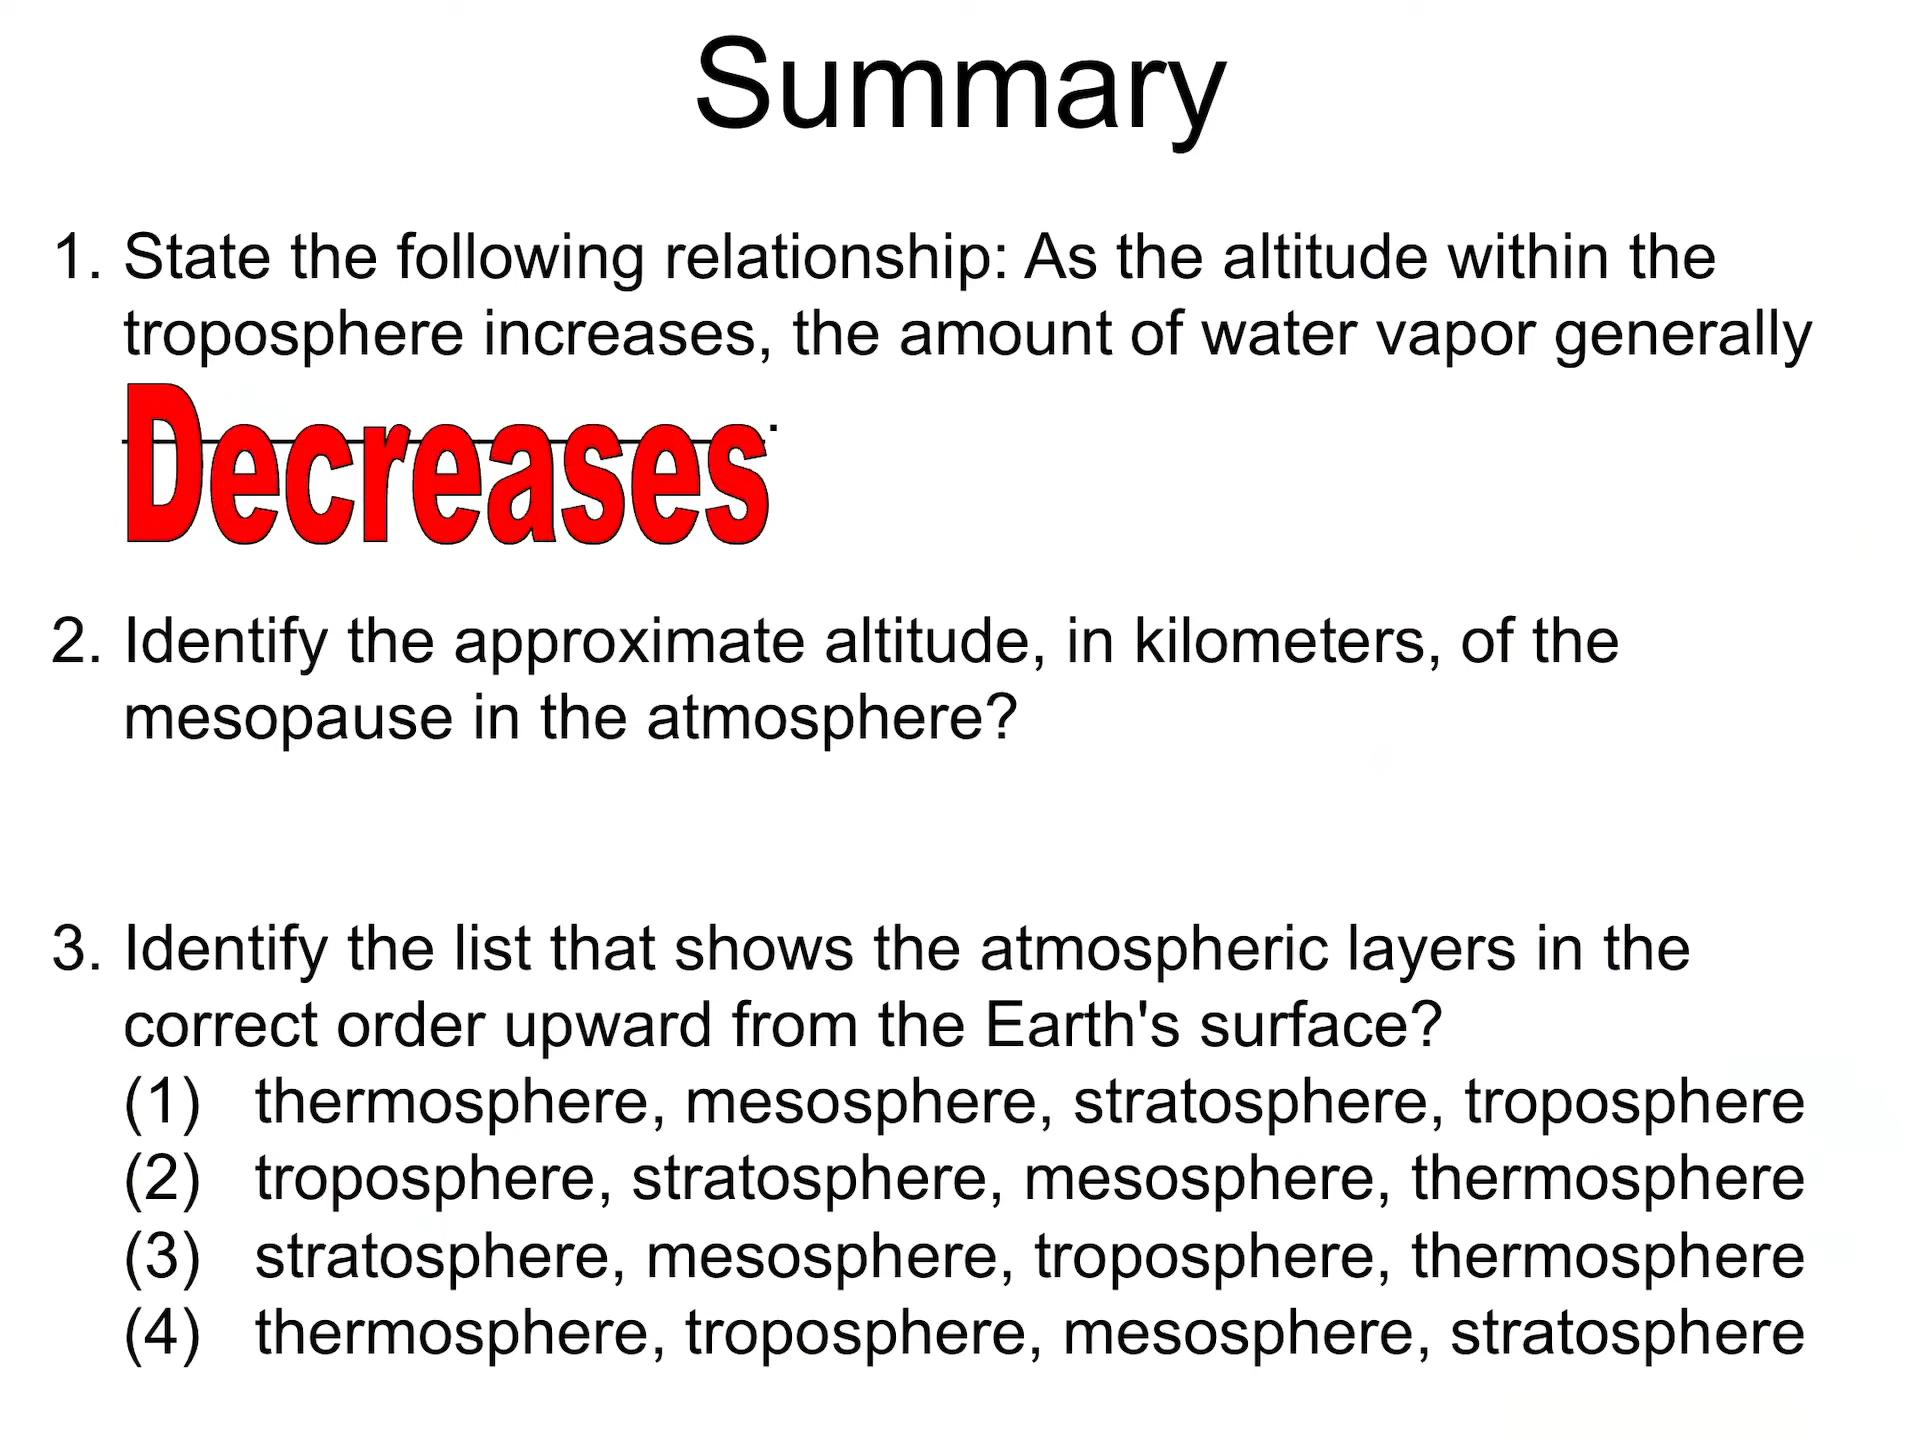 Summary
1. State the following relationship: As the altitude within the
troposphere increases, the amount of water vapor generally
Decreases.
2. Identify the approximate altitude, in kilometers, of the
mesopause in the atmosphere?
3. Identify the list that shows the atmospheric layers in the
correct order upward from the Earth's surface?
(1) thermosphere, mesosphere, stratosphere, troposphere
(2) troposphere, stratosphere, mesosphere, thermosphere
(3) stratosphere, mesosphere, troposphere, thermosphere
(4) thermosphere, troposphere, mesosphere, stratosphere